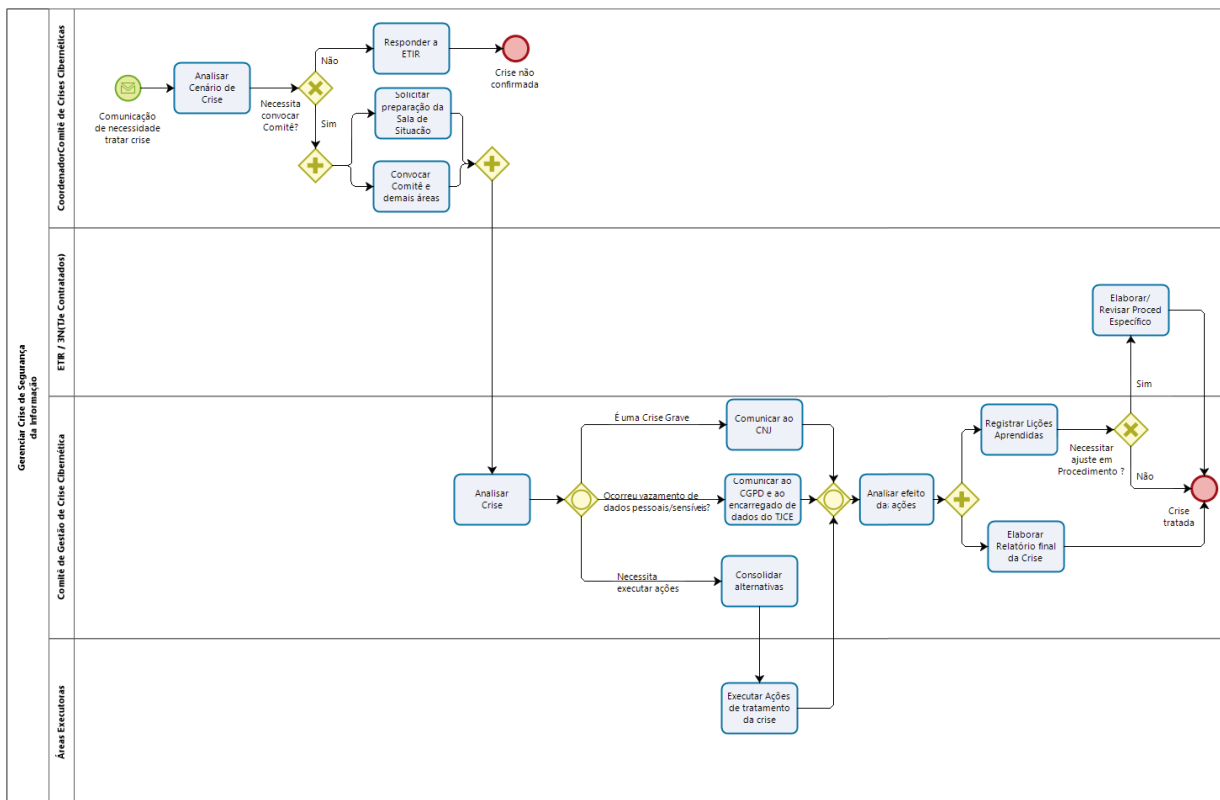 Gerenciar Crise de Segurança
da Informação
CoordenadorComitê de Crises Cibernéticas
Comunicação
de necessidade
tratar crise
Analisar
Cenário de
Crise
Necessita
convocar
Comitê?
Não
Sim
Responder a
ETIR
Crise não
confirmada
Solicitar
preparação da
Sala de
Situação
Convocar
Comitê e
demais áreas
ETIR / 3N(TJe Contratados)
Elaborar/
Revisar Proced
Específico
Comitê de Gestão de Crise Cibernética
Analisar
Crise
É uma Crise Grave
Comunicar ao
CNJ
Ocorreu vazamento de
dados pessoais/sensíveis?
Comunicar ao
CGPD e ao
encarregado de
dados do TJCE
Necessita
executar ações
Consolidar
alternativas
Analisar efeito
das ações
Registrar Lições
Aprendidas
Necessitar
ajuste em
Procedimento ?
Sim
Não
Elaborar
Relatório final
da Crise
Crise
tratada
Áreas Executoras
Executar Ações
de tratamento
da crise